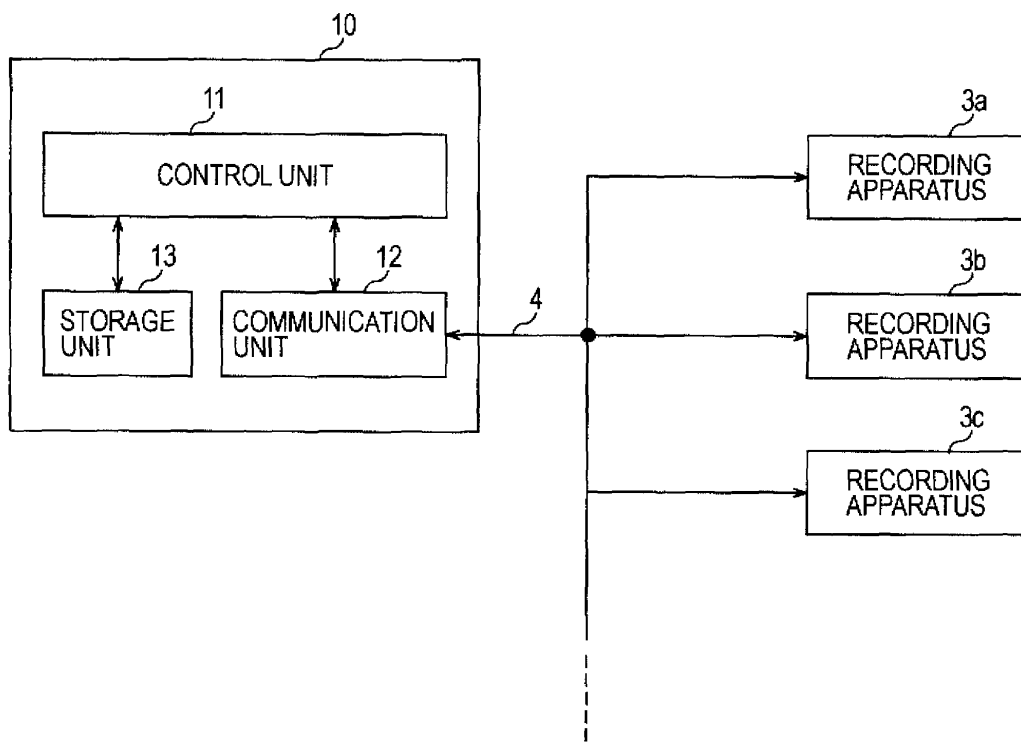 10
11
CONTROL UNIT
13
STORAGE
UNIT
12
COMMUNICATION
UNIT
4
3a
RECORDING
APPARATUS
3b
RECORDING
APPARATUS
3c
RECORDING
APPARATUS